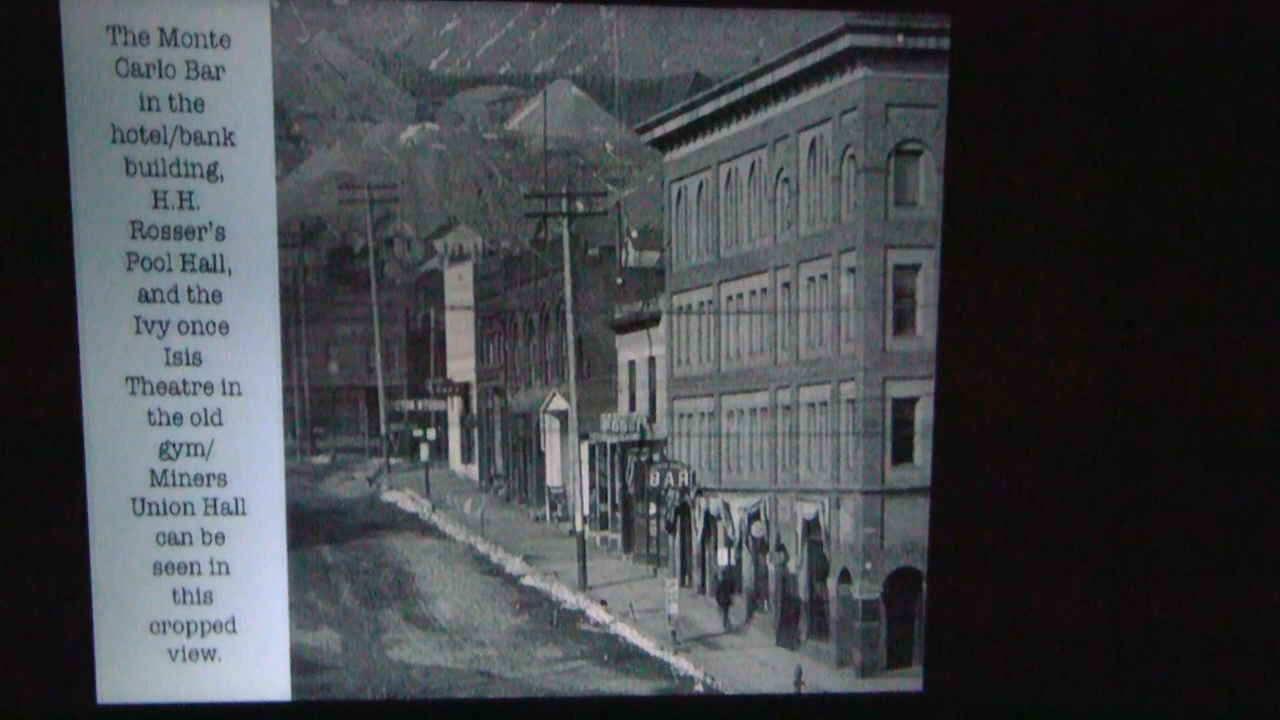 The Monte
Carlo Bar
in the
hotel/bank
building,
H.H.
Rosser's
Pool Hall,
and the
Ivy once
Isis
Theatre in
the old
gym/
Miners
Union Hall
can be
seen in
this
cropped
view.
BAR